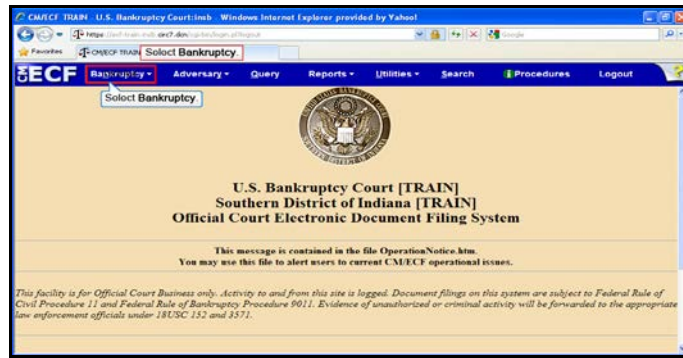 CM/ECF TRAIN - U.S. Bankruptcy Court:insb - Windows Internet Explorer provided by Yahoo!
Google
Favorites CM/ECF TRAIN
Soloct Bankruptcy.
CM ECF Bankruptcy Adversary Query Reports Utilities Search Procedures Logout ?
Soloct Bankruptcy.
U.S. Bankruptcy Court [TRAIN]
Southern District of Indiana [TRAIN]
Official Court Electronic Document Filing System
This message is contained in the file OperationNotice.htm.
You may use this file to alert users to current CM/ECF operational issues.
This facility is for Official Court Business only. Activity to and from this site is logged. Document filings on this system are subject to Federal Rule of
Civil Procedure 11 and Federal Rule of Bankruptcy Procedure 9011. Evidence of unauthorized or criminal activity will be forwarded to the appropriate
law enforcement officials under 18USC 152 and 3571.